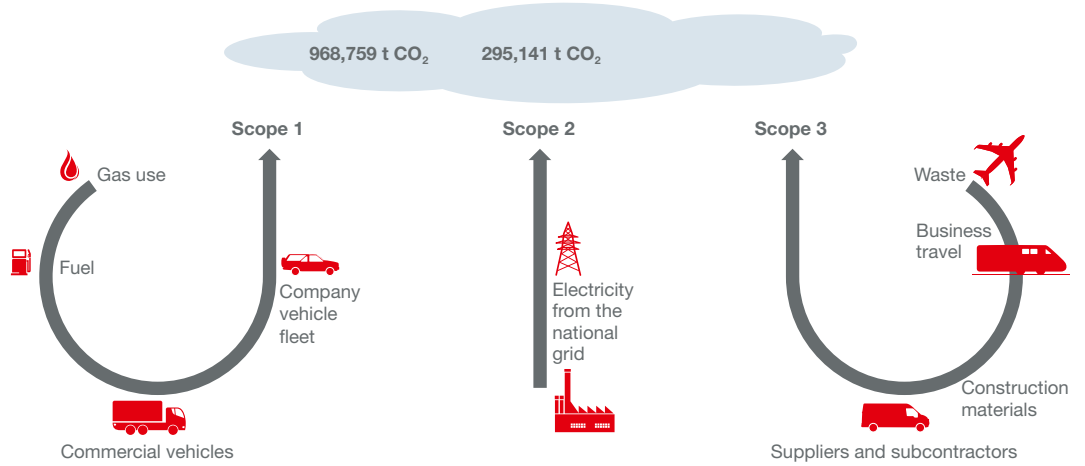 968,759 t CO₂
295,141 t CO₂
Scope 1
Scope 2
Scope 3
Gas use
Fuel
Company
vehicle
fleet
Commercial vehicles
Electricity
from the
national
grid
Waste
Business
travel
Construction
materials
Suppliers and subcontractors